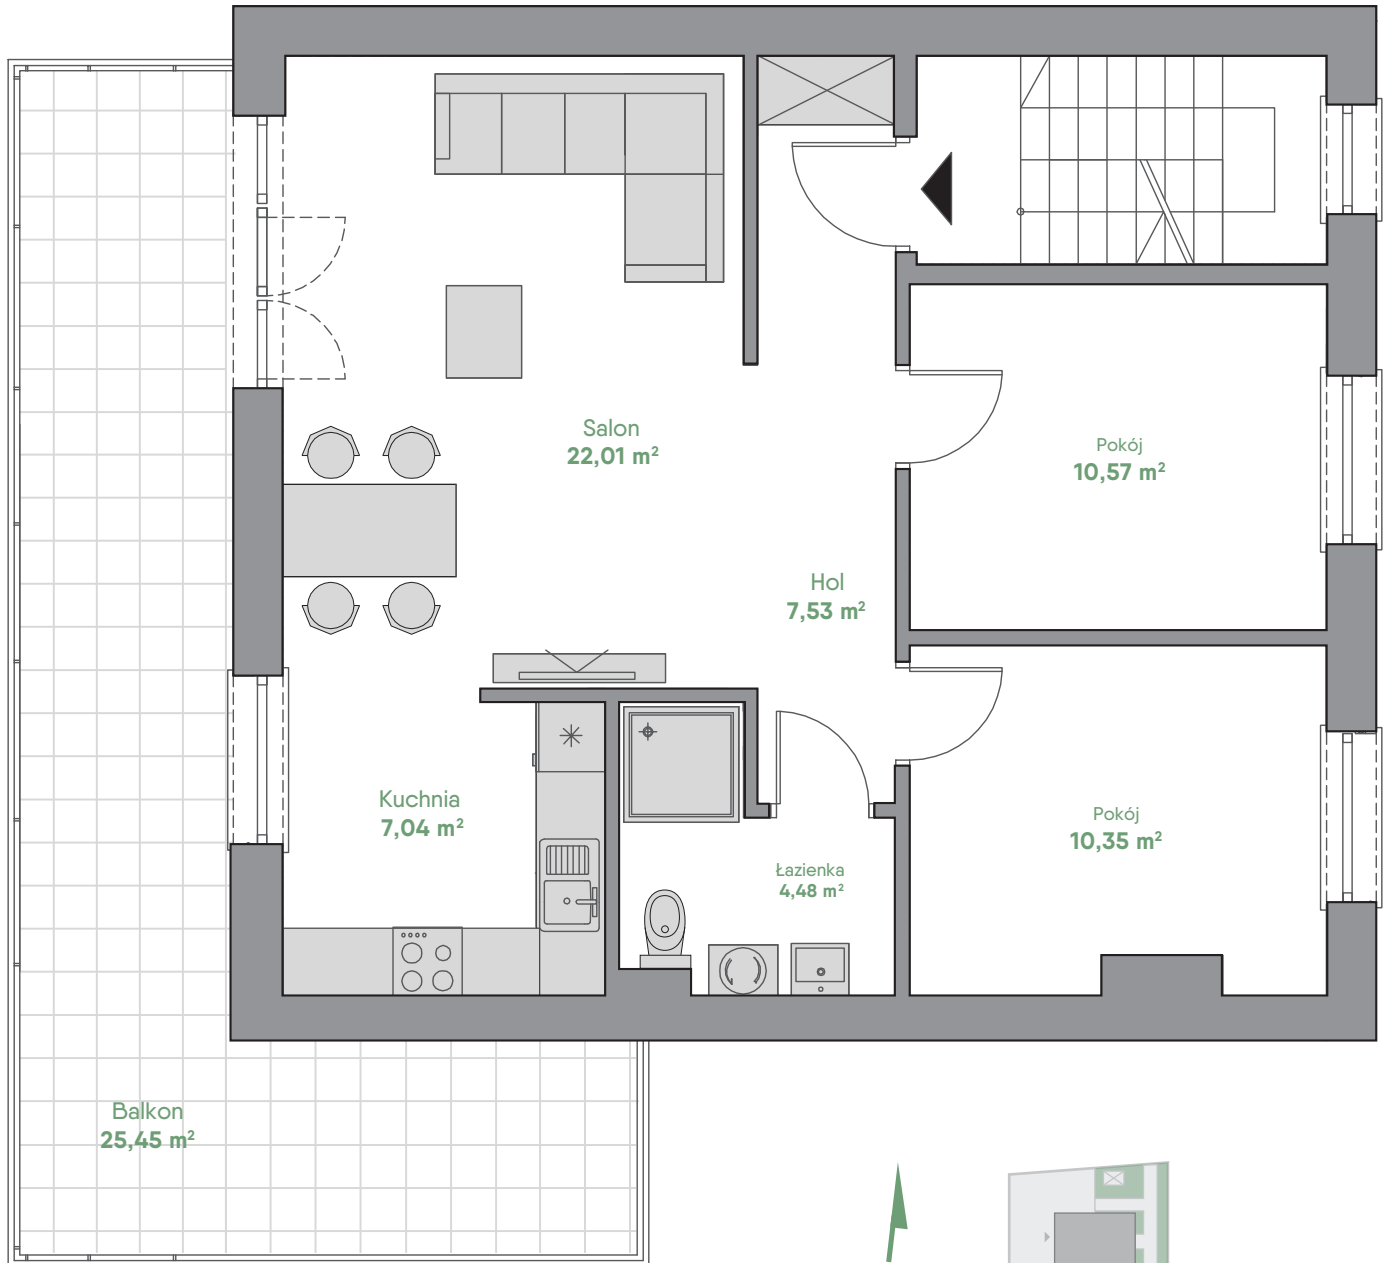 Salon
22,01 m²
Pokój
10,57 m²
Hol
7,53 m²
Kuchnia
7,04 m²
Pokój
10,35 m²
Łazienka
4,48 m²
Balkon
25,45 m²